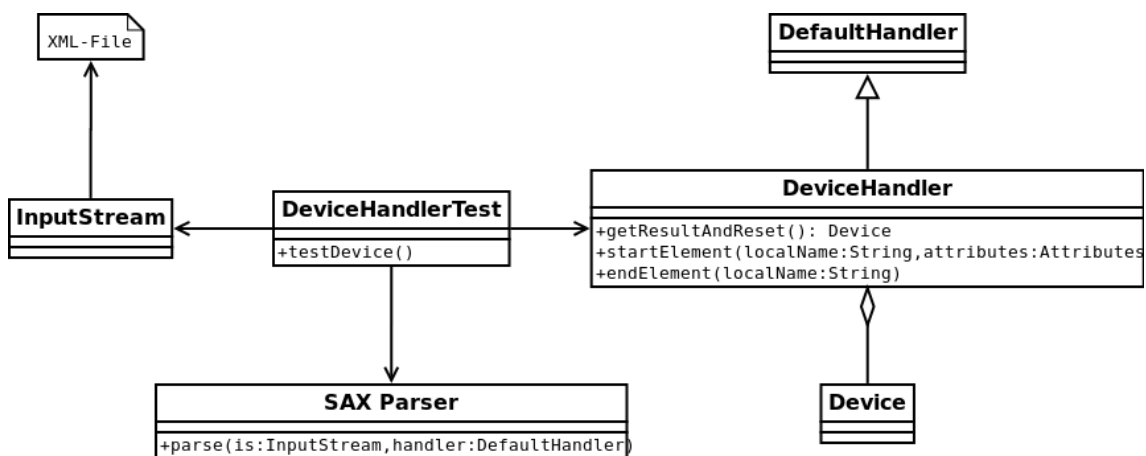 XML-File
DefaultHandler
InputStream
DeviceHandlerTest
+testDevice()
DeviceHandler
+getResultAndReset(): Device
+startElement(localName:String,attributes:Attributes
+endElement(localName:String)
SAX Parser
+parse(is:InputStream,handler:DefaultHandler)
Device